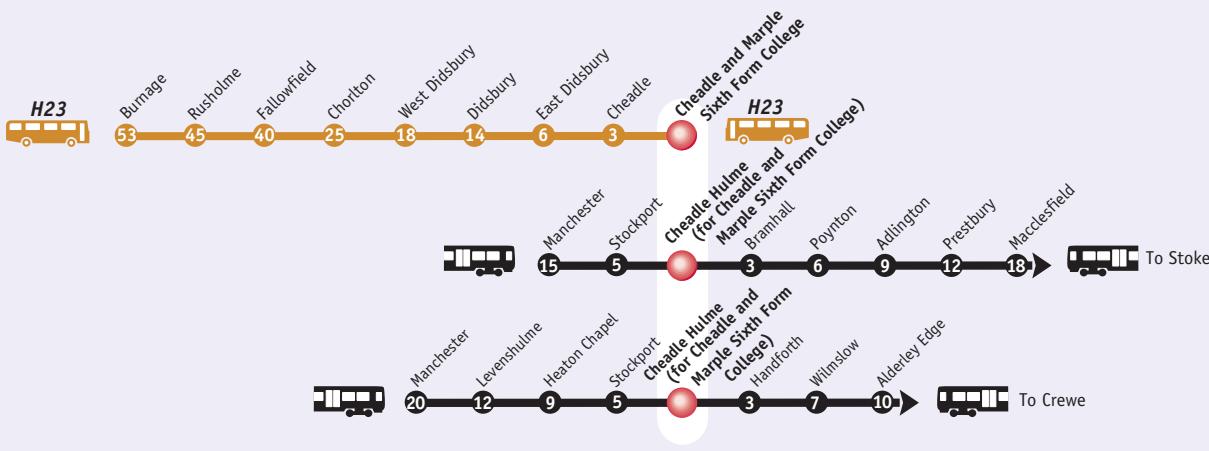 H23
Burnage
Rusholme
Fallowfield
Chorlton
West Didsbury
Didsbury
East Didsbury
Cheadle
Cheadle and Marple
Sixth Form College
H23
53
45
40
25
18
14
6
3
Manchester
Stockport
Cheadle Hulme
(for Cheadle and
Marple Sixth Form College)
Bramhall
Poynton
Adlington
Prestbury
Macclesfield
15
5
3
6
9
12
18
To Stoke
Manchester
Levenshulme
Heaton Chapel
Stockport
Cheadle Hulme
(for Cheadle and
Marple Sixth Form
College)
Handforth
Wilmslow
Alderley Edge
20
12
9
5
3
7
10
To Crewe